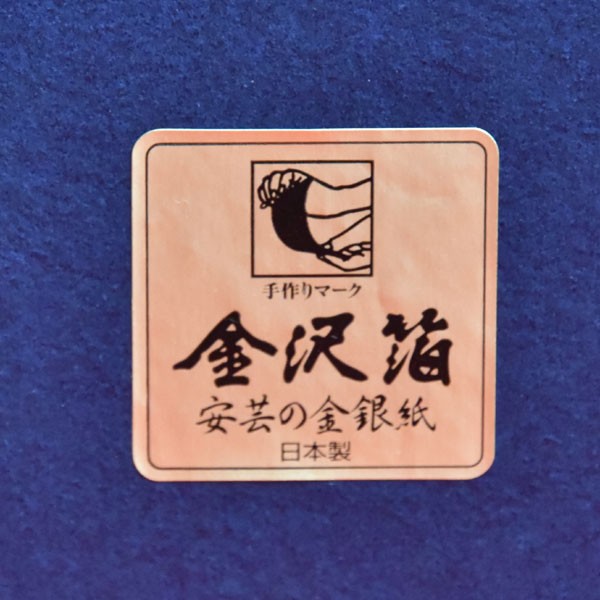 手作りマーク
金沢箔
安芸の金銀紙
日本製